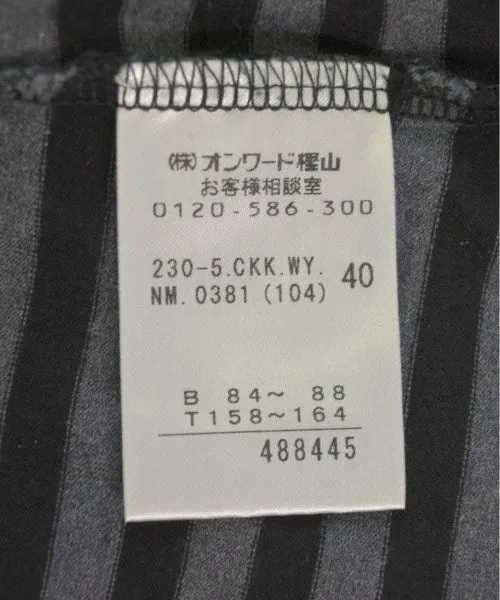 (株)オンワード樫山
お客様相談室
0120-586-300
230-5.CKK.WY.
NM.0381 (104) 40
B 84～ 88
T 158～164
488445